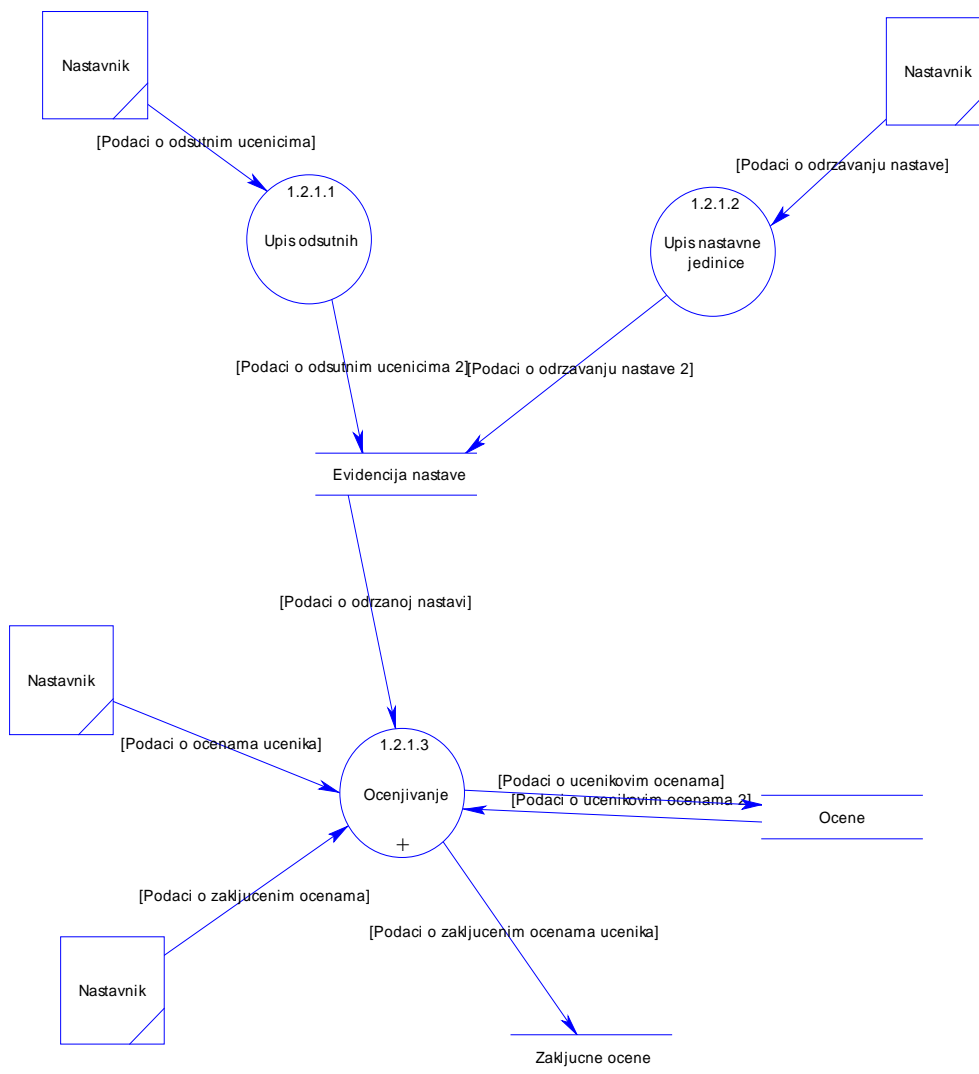 Nastavnik
Nastavnik
[Podaci o odsutnim ucenicima]
[Podaci o odrzavanju nastave]
1.2.1.1
Upis odsutnih
1.2.1.2
Upis nastavne
jedinice
[Podaci o odsutnim ucenicima 2]
[Podaci o odrzavanju nastave 2]
Evidencija nastave
[Podaci o odrzanoj nastavi]
Nastavnik
[Podaci o ocenama ucenika]
1.2.1.3
Ocenjivanje
+
[Podaci o ucenikovim ocenama]
[Podaci o ucenikovim ocenama 2]
Ocene
[Podaci o zakljucenim ocenama]
[Podaci o zakljucenim ocenama ucenika]
Nastavnik
Zakljucne ocene